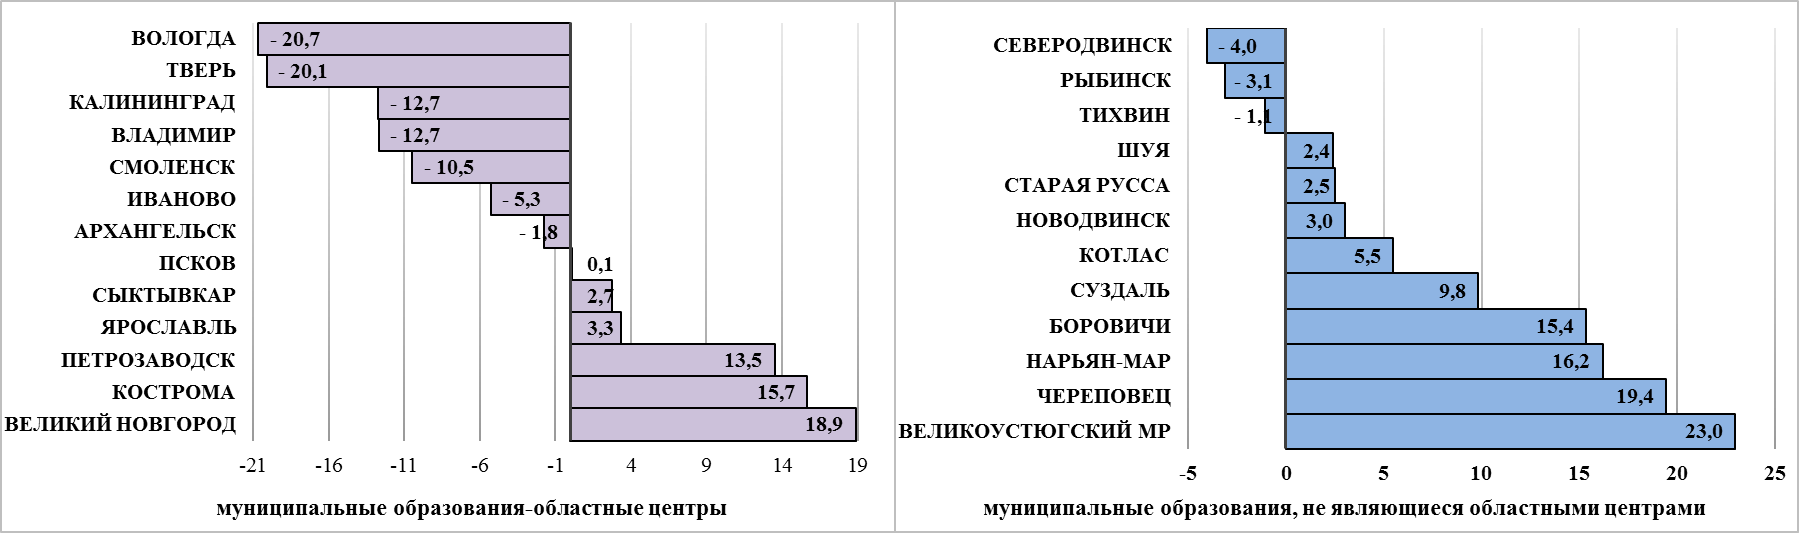 ВОЛОГДА - 20,7
ТВЕРЬ - 20,1
КАЛИНИНГРАД - 12,7
ВЛАДИМИР - 12,7
СМОЛЕНСК - 10,5
ИВАНОВО - 5,3
АРХАНГЕЛЬСК - 1,8
ПСКОВ 0,1
СЫКТЫВКАР 2,7
ЯРОСЛАВЛЬ 3,3
ПЕТРОЗАВОДСК 13,5
КОСТРОМА 15,7
ВЕЛИКИЙ НОВГОРОД 18,9
-21 -16 -11 -6 -1 4 9 14 19
муниципальные образования-областные центры
СЕВЕРОДВИНСК - 4,0
РЫБИНСК - 3,1
ТИХВИН - 1,1
ШУЯ 2,4
СТАРАЯ РУССА 2,5
НОВОДВИНСК 3,0
КОТЛАС 5,5
СУЗДАЛЬ 9,8
БОРОВИЧИ 15,4
НАРЬЯН-МАР 16,2
ЧЕРЕПОВЕЦ 19,4
ВЕЛИКОУСТЮГСКИЙ МР 23,0
-5 0 5 10 15 20 25
муниципальные образования, не являющиеся областными центрами